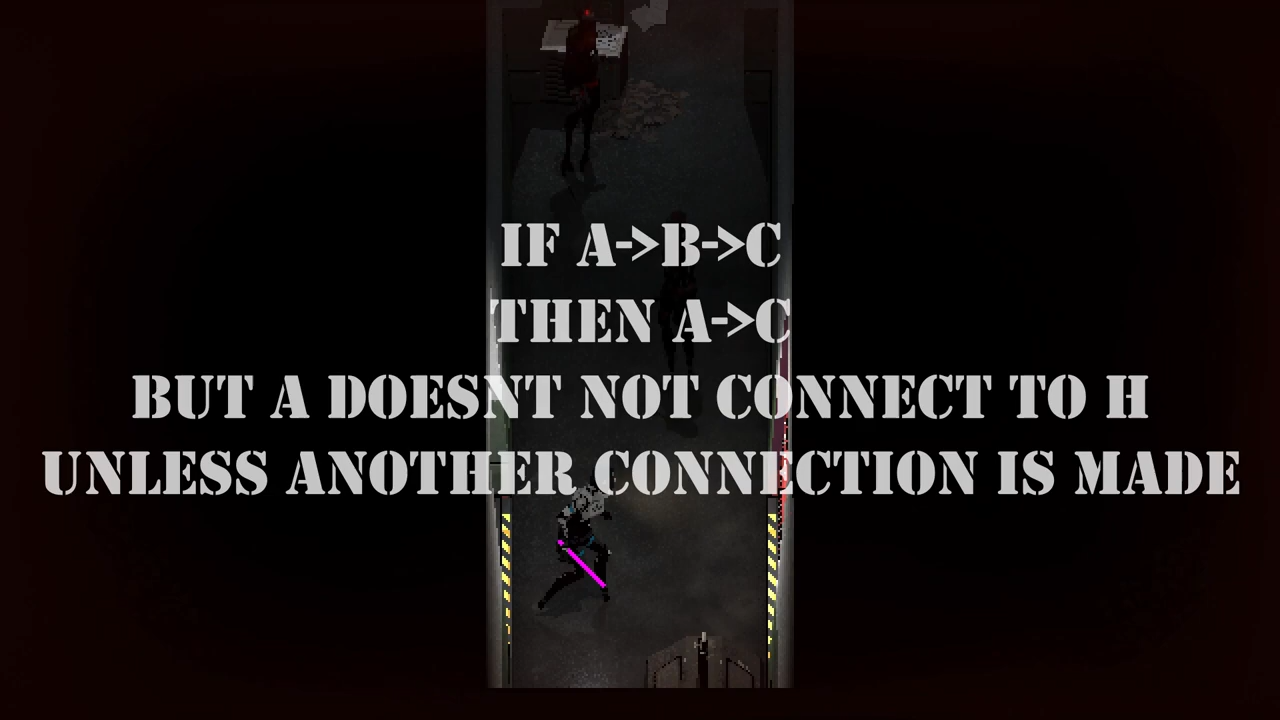 IF A->B->C
THEN A->C
BUT A DOESNT NOT CONNECT TO H
UNLESS ANOTHER CONNECTION IS MADE